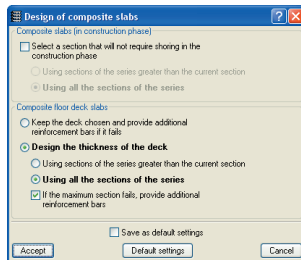 Design of composite slabs
Composite slabs (in construction phase)
Select a section that will not require shoring in the
construction phase
Using sections of the series greater than the current section
Using all the sections of the series
Composite floor deck slabs
Keep the deck chosen and provide additional
reinforcement bars if it fails
Design the thickness of the deck
Using sections of the series greater than the current section
Using all the sections of the series
If the maximum section fails, provide additional
reinforcement bars
Save as default settings
Accept Default settings Cancel